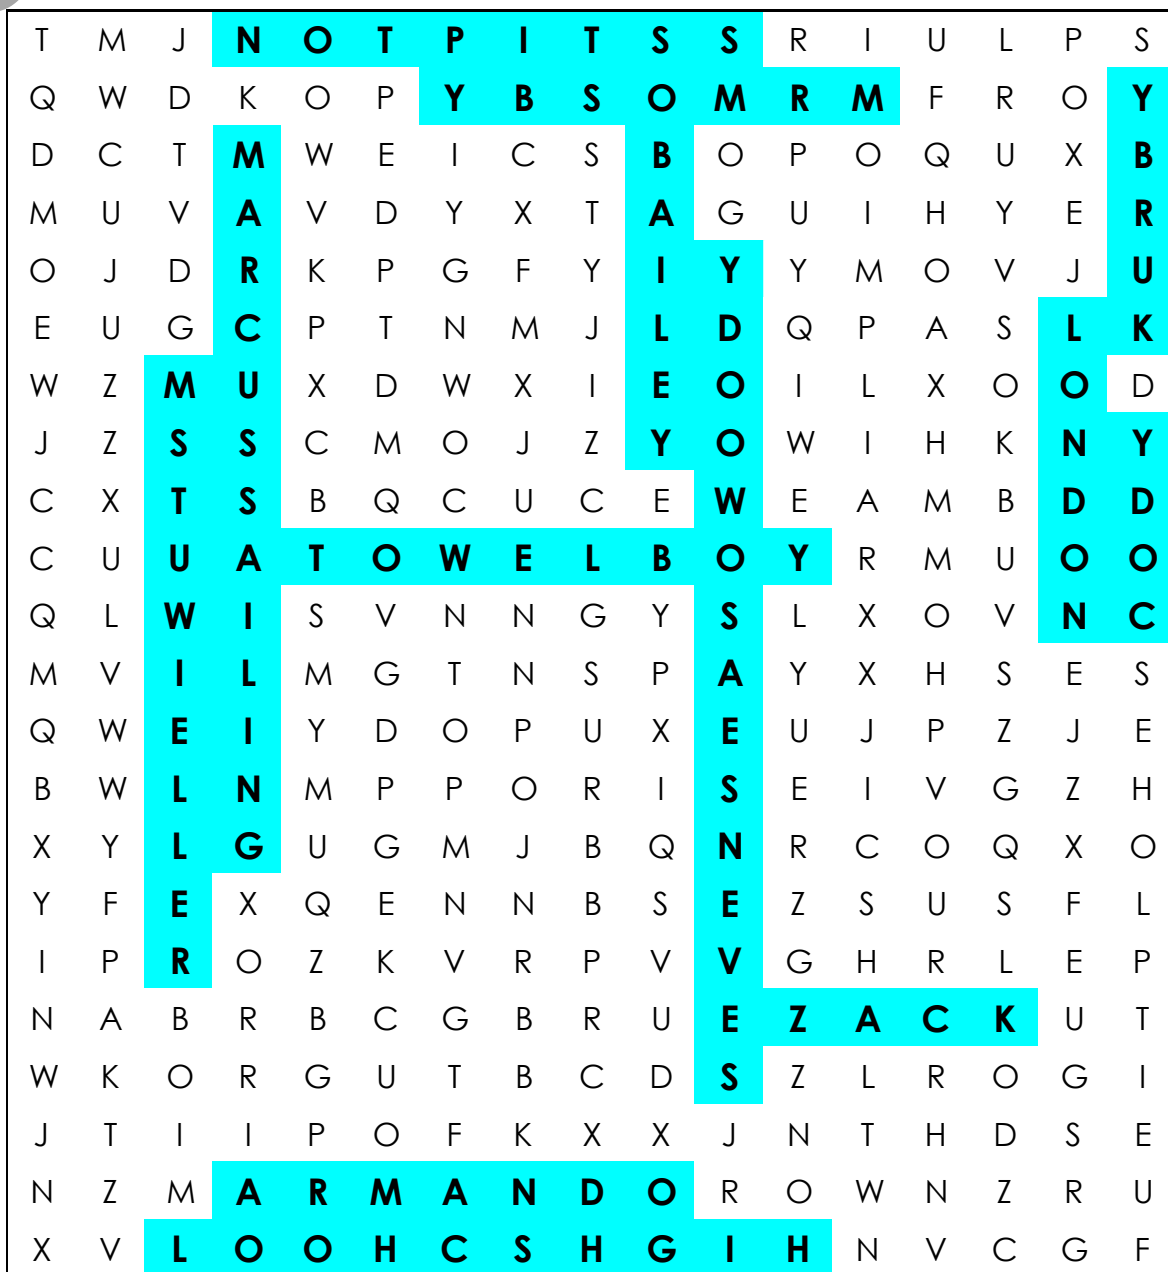 T M J N O T P I T S S R I U L P S
Q W D K O P Y B S O M R M F R O Y
D C T M W E I C S B O P O Q U X B
M U V A V D Y X T A G U I H Y E R
O J D R K P G F Y I Y Y M O V J U
E U G C P T N M J L D Q P A S L K
W Z M U X D W X I E O I L X O O D
J Z S S C M O J Z Y O W I H K N Y
C X T S B Q C U C E W E A M B D D
C U U A T O W E L B O Y R M U O O
Q L W I S V N N G Y S L X O V N C
M V I L M G T N S P A Y X H S E S
Q W E I Y D O P U X E U J P Z J E
B W L N M P P O R I S E I V G Z H
X Y L G U G M J B Q N R C O Q X O
Y F E X Q E N N B S E Z S U S F L
I P R O Z K V R P V V G H R L E P
N A B R B C G B R U E Z A C K U T
W K O R G U T B C D S Z L R O G I
J T I I P O F K X X J N T H D S E
N Z M A R M A N D O R O W N Z R U
X V L O O H C S H G I H N V C G F